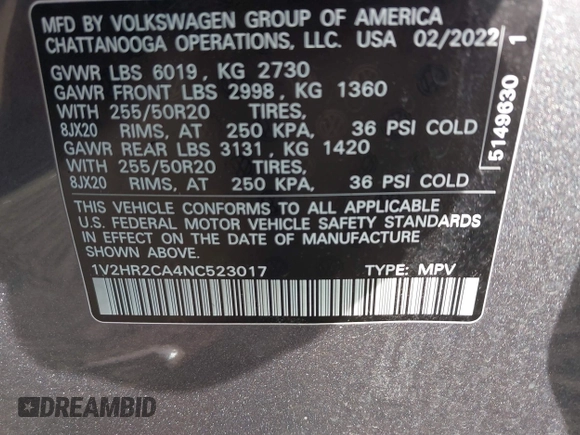 MFD BY VOLKSWAGEN GROUP OF AMERICA
CHATTANOOGA OPERATIONS, LLC. USA 02/2022
GVWR LBS 6019, KG 2730
GAWR FRONT LBS 2998, KG 1360
WITH 255/50R20 TIRES,
8JX20 RIMS, AT 250 KPA, 36 PSI COLD
GAWR REAR LBS 3131, KG 1420
WITH 255/50R20 TIRES,
8JX20 RIMS, AT 250 KPA, 36 PSI COLD
THIS VEHICLE CONFORMS TO ALL APPLICABLE
U.S. FEDERAL MOTOR VEHICLE SAFETY STANDARDS
IN EFFECT ON THE DATE OF MANUFACTURE
SHOWN ABOVE.
1V2HR2CA4NC523017 TYPE: MPV
5149630 1
DREAMBID